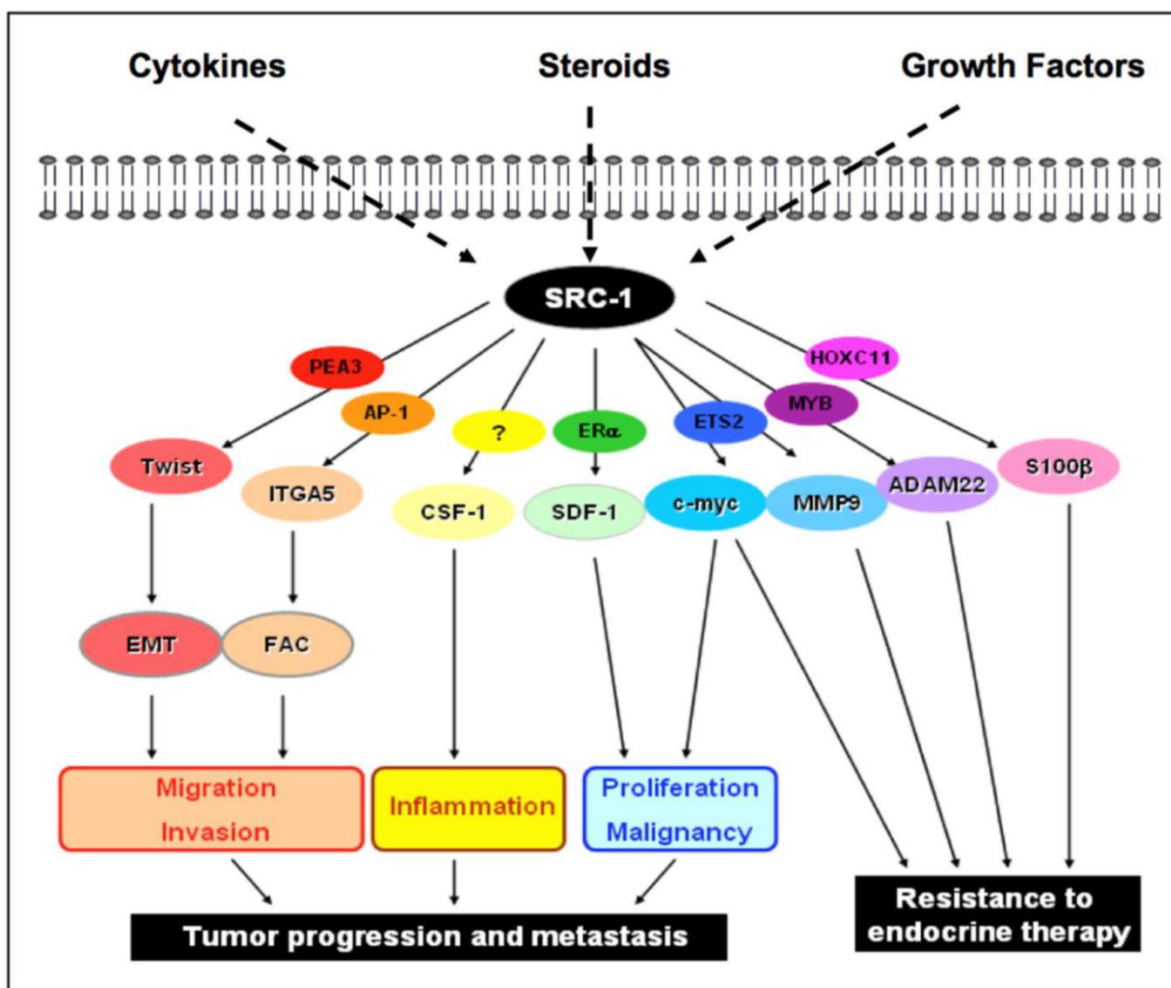 Cytokines
Steroids
Growth Factors
SRC-1
PEA3
HOXC11
AP-1
MYB
?
ERα
ETS2
Twist
ITGA5
CSF-1
SDF-1
c-myc
MMP9
ADAM22
S100β
EMT
FAC
Migration
Invasion
Inflammation
Proliferation
Malignancy
Tumor progression and metastasis
Resistance to
endocrine therapy